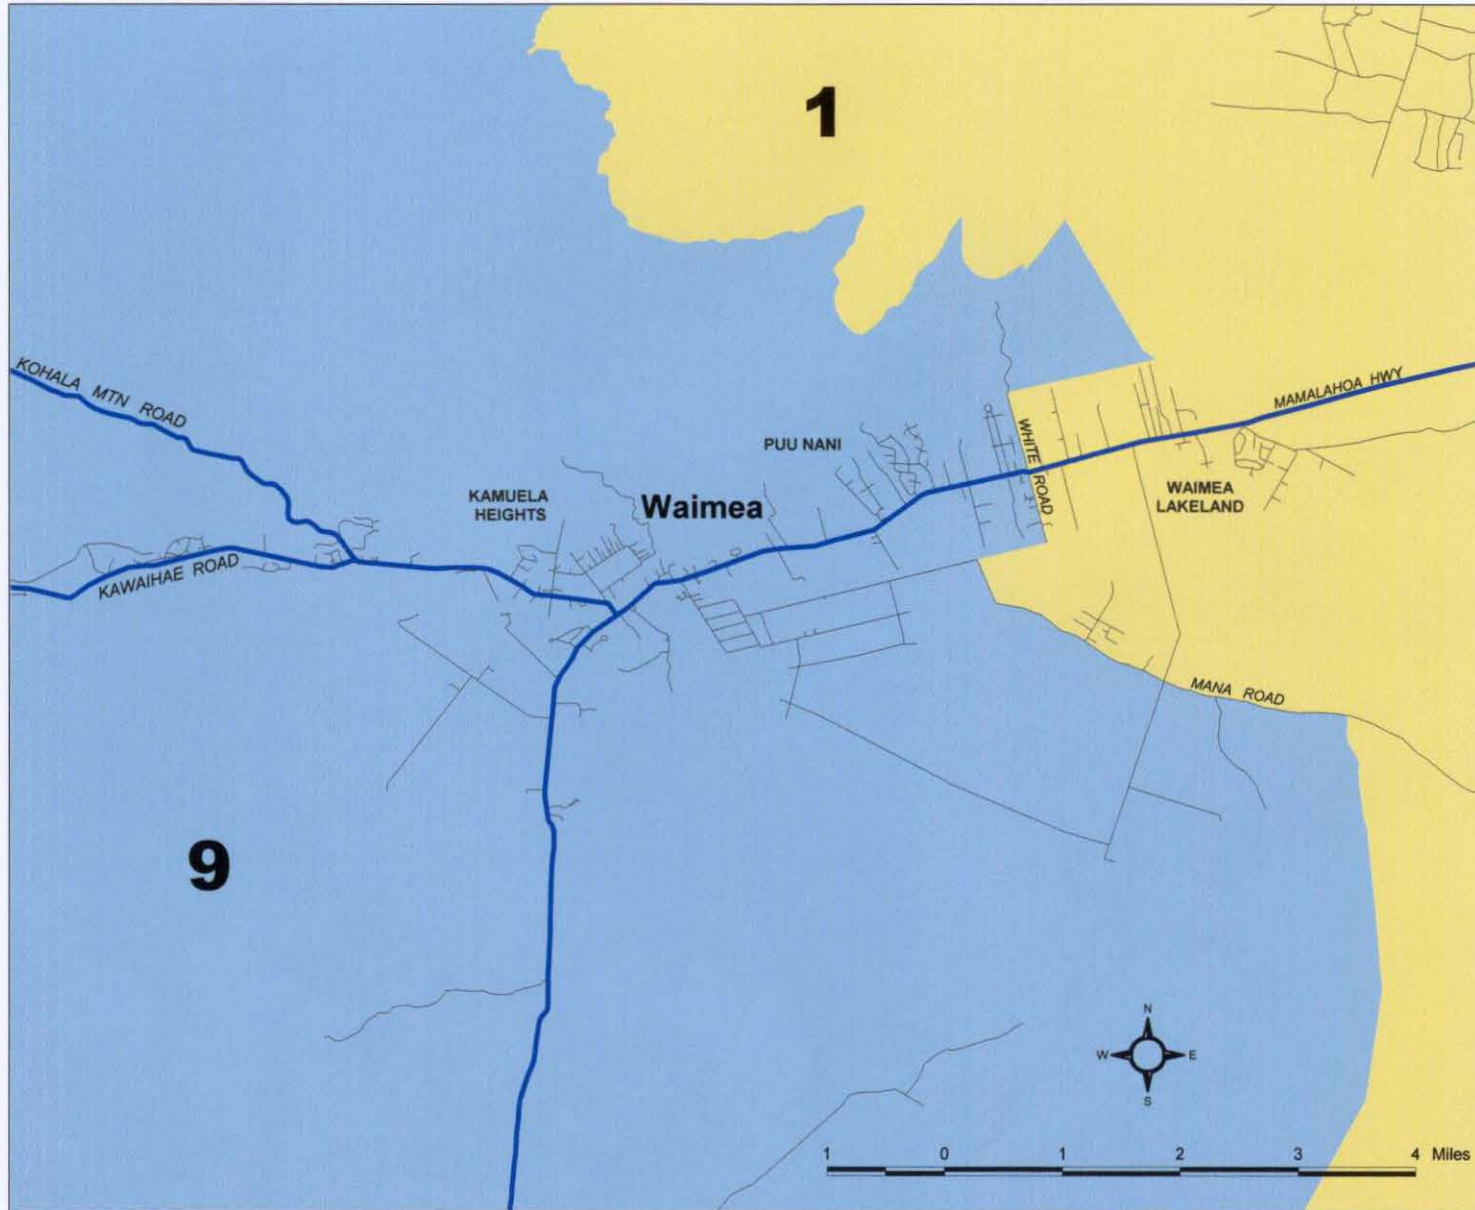 1
KOHALA MTN ROAD
MAMALAHOA HWY
WHITE ROAD
PUU NANI
KAMUELA
HEIGHTS
Waimea
WAIMEA
LAKELAND
KAWAIHAE ROAD
MANA ROAD
9
N
W E
S
1 0 1 2 3 4 Miles